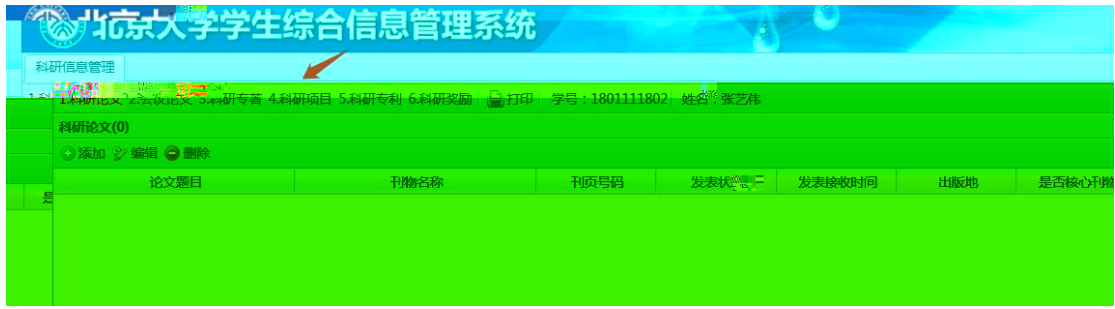 北京大学学生综合信息管理系统
科研信息管理
1.科研论文 2.会议论文 3.科研专著 4.科研项目 5.科研专利 6.科研奖励 打印 学号：1801111802 姓名：张艺伟
科研论文(0)
添加 编辑 删除
论文题目 刊物名称 刊页号码 发表状 发表接收时间 出版地 是否核心刊物